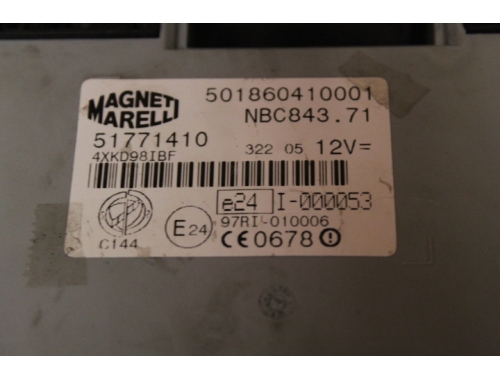 MAGNETI MARELLI
501860410001
NBC843.71
51771410
322 05 12V=
4XKD98IBF
e24 I-000053
97RI-010006
C144
E24
CE0678